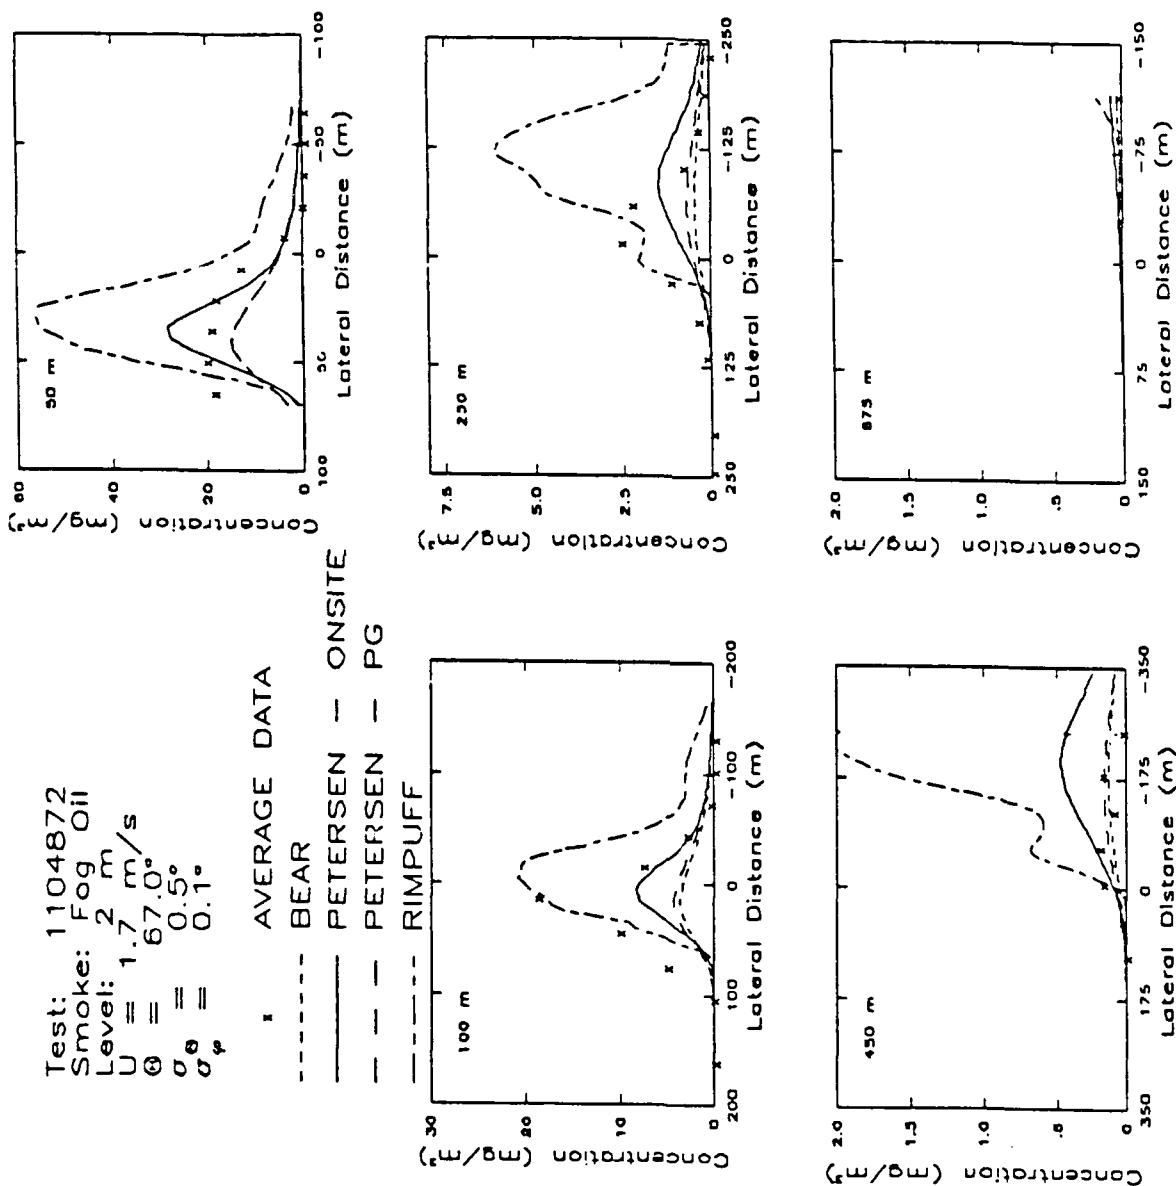 Test: 1104872
Smoke: Fog Oil
Level: 2 m
U = 1.7 m/s
Θ = 67.0°
σθ = 0.5°
σφ = 0.1°
x AVERAGE DATA
BEAR
PETERSEN — ONSITE
PETERSEN — PG
RIMPUFF
50 m
Concentration (mg/m³)
60
40
20
0
100
50
0
-50
-100
Lateral Distance (m)
100 m
Concentration (mg/m³)
30
20
10
0
200
100
0
-100
-200
Lateral Distance (m)
250 m
Concentration (mg/m³)
7.5
5.0
2.5
0
250
125
0
-125
-250
Lateral Distance (m)
450 m
Concentration (mg/m³)
2.0
1.5
1.0
.5
0
350
175
0
-175
-350
Lateral Distance (m)
675 m
Concentration (mg/m³)
2.0
1.5
1.0
.5
0
150
75
0
-75
-150
Lateral Distance (m)